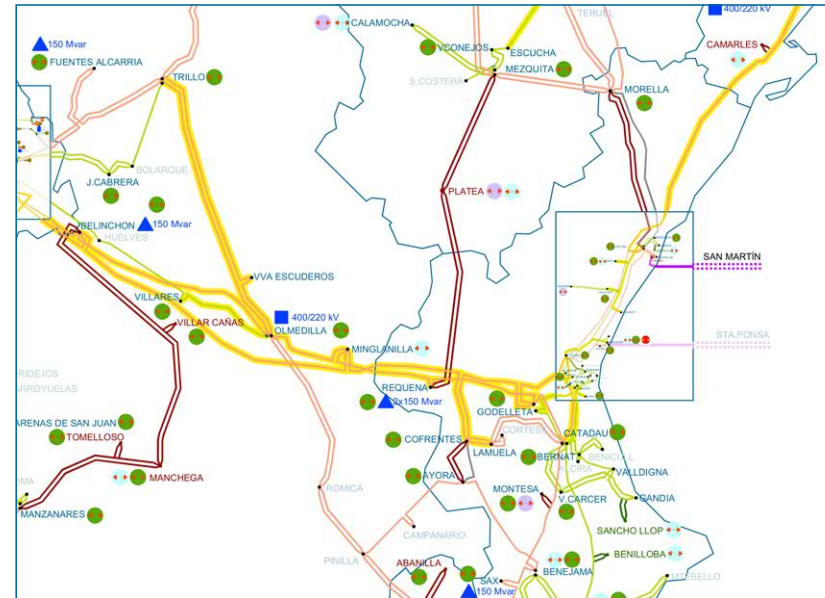 400/220 kV
TERUEL
CALAMOCHA
CAMARLES
150 Mvar
FUENTES ALCARRIA
V.CONEJOS
ESCUCHA
TRILLO
MEZQUITA
S.COSTERA
MORELLA
BOLARQUE
J.CABRERA
PLATEA
BELINCHON
150 Mvar
HUELVES
SAN MARTÍN
VVA ESCUDEROS
VILLARES
400/220 kV
VILLAR CAÑAS
OLMEDILLA
STA.PONSA
MINGLANILLA
RIDEJOS
ARROYUELAS
REQUENA
2x150 Mvar
GODELLETA
ARENAS DE SAN JUAN
TOMELLOSO
COFRENTES
CORTES
CATADAU
LAMUELA
BERNAT
BENICULL
ALCIRA
MANCHEGA
AYORA
VALLDIGNA
OMA
ROMICA
MONTESA
V.CARCER
GANDIA
MANZANARES
SANCHO LLOP
CAMPANARIO
PINILLA
BENILLOBA
ABANILLA
BENEJAMA
SAX
MTEBELLO
150 Mvar